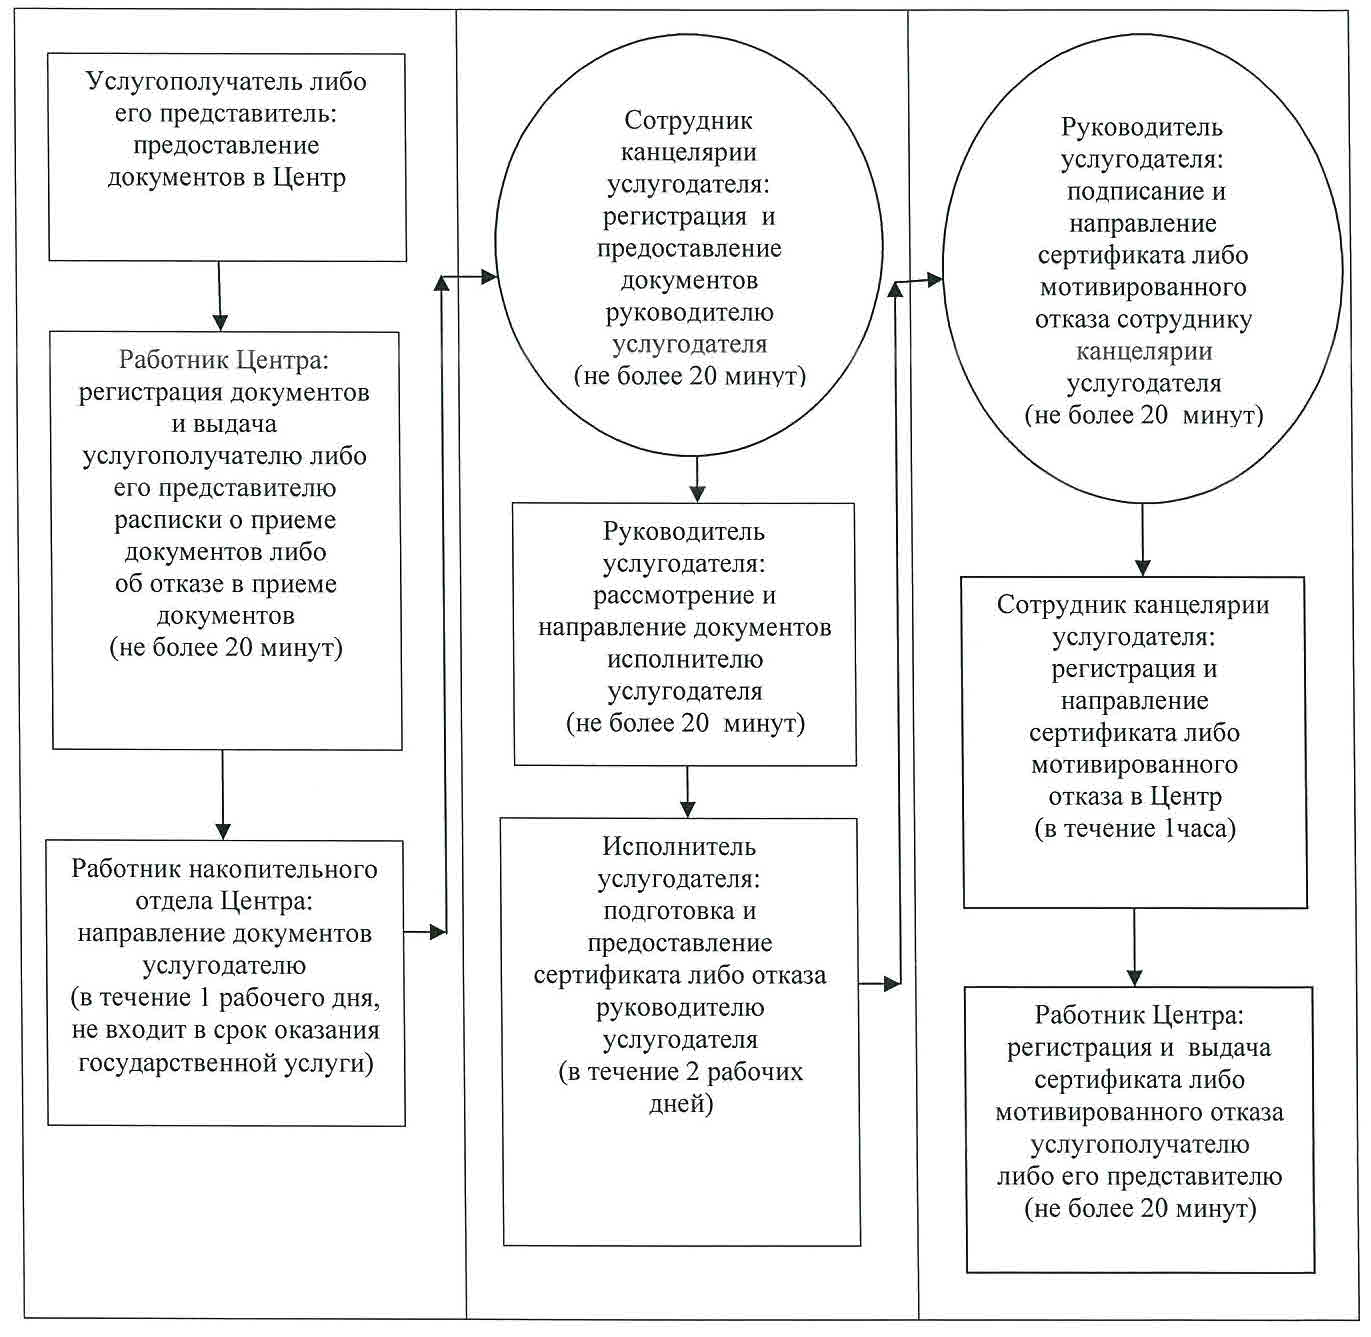 Услугополучатель либо
его представитель:
предоставление
документов в Центр
Работник Центра:
регистрация документов
и выдача
услугополучателю либо
его представителю
расписки о приеме
документов либо
об отказе в приеме
документов
(не более 20 минут)
Работник накопительного
отдела Центра:
направление документов
услугодателю
(в течение 1 рабочего дня,
не входит в срок оказания
государственной услуги)
Сотрудник
канцелярии
услугодателя:
регистрация и
предоставление
документов
руководителю
услугодателя
(не более 20 минут)
Руководитель
услугодателя:
рассмотрение и
направление документов
исполнителю
услугодателя
(не более 20 минут)
Исполнитель
услугодателя:
подготовка и
предоставление
сертификата либо отказа
руководителю
услугодателя
(в течение 2 рабочих
дней)
Руководитель
услугодателя:
подписание и
направление
сертификата либо
мотивированного
отказа сотруднику
канцелярии
услугодателя
(не более 20 минут)
Сотрудник канцелярии
услугодателя:
регистрация и
направление
сертификата либо
мотивированного
отказа в Центр
(в течение 1часа)
Работник Центра:
регистрация и выдача
сертификата либо
мотивированного отказа
услугополучателю
либо его представителю
(не более 20 минут)